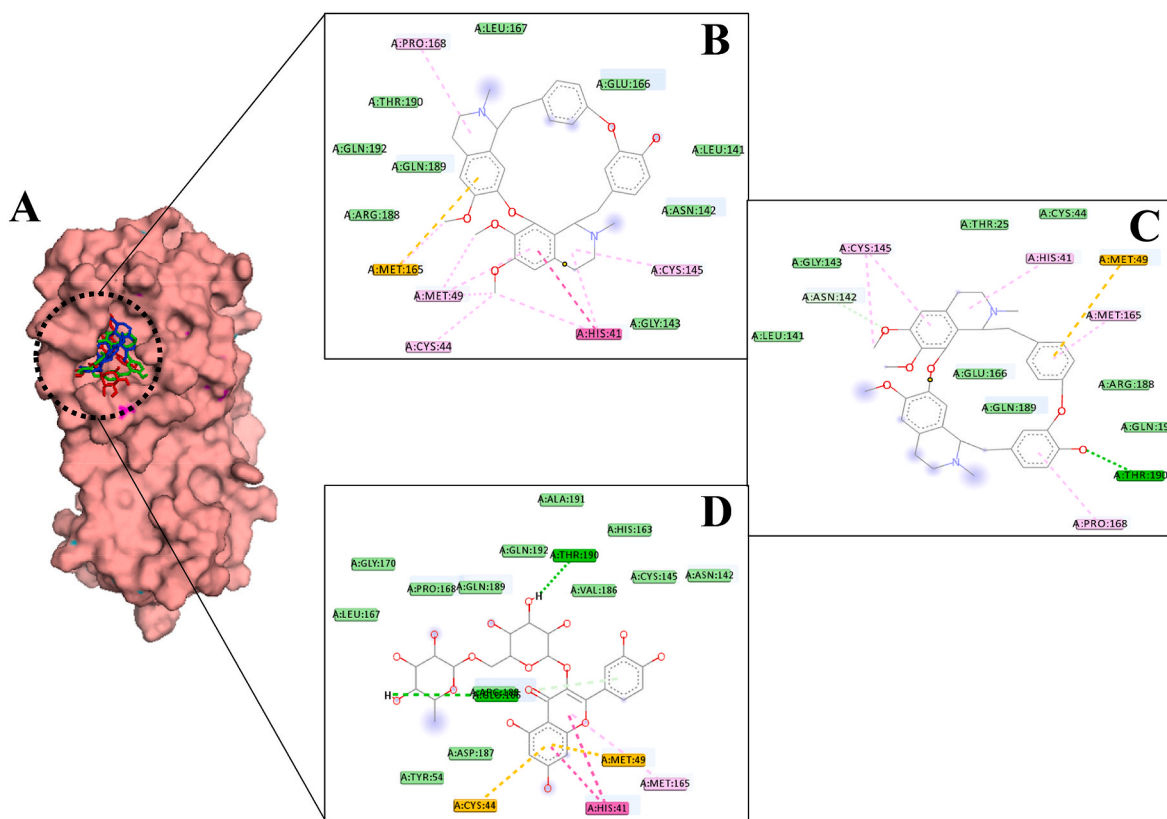 A
B
A:LEU:167
A:PRO:168
A:GLU:166
A:THR:190
A:GLN:192
A:GLN:189
A:LEU:141
A:ARG:188
A:ASN:142
A:MET:165
A:CYS:145
A:MET:49
A:GLY:143
A:HIS:41
A:CYS:44
N
N
O
O
O
O
O
O
C
A:CYS:44
A:THR:25
A:CYS:145
A:GLY:143
A:HIS:41
A:MET:49
A:ASN:142
A:MET:165
A:LEU:141
A:GLU:166
A:ARG:188
A:GLN:189
A:GLN:19
A:THR:190
A:PRO:168
N
N
O
O
O
O
O
O
D
A:ALA:191
A:HIS:163
A:GLN:192
A:THR:190
A:GLY:170
A:CYS:145
A:ASN:142
A:PRO:168
A:GLN:189
A:VAL:186
A:LEU:167
H
H
A:ASP:187
A:MET:49
A:TYR:54
A:MET:165
A:CYS:44
A:HIS:41